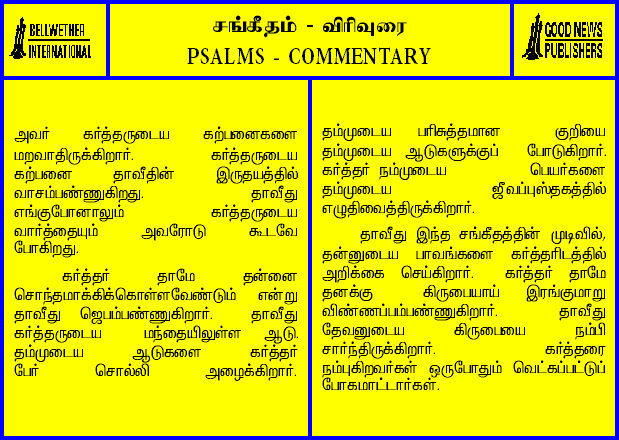 BELLWETHER
INTERNATIONAL
சங்கீதம் - விரிவுரை
PSALMS - COMMENTARY
GOOD NEWS
PUBLISHERS
அவர் கர்த்தருடைய கற்பனைகளை
மறவாதிருக்கிறார். கர்த்தருடைய
கற்பனை தாவீதின் இருதயத்தில்
வாசம்பண்ணுகிறது. தாவீது
எங்குபோனாலும் கர்த்தருடைய
வார்த்தையும் அவரோடு கூடவே
போகிறது.
கர்த்தர் தாமே தன்னை
சொந்தமாக்கிக்கொள்ளவேண்டும் என்று
தாவீது ஜெபம்பண்ணுகிறார். தாவீது
கர்த்தருடைய மந்தையிலுள்ள ஆடு.
தம்முடைய ஆடுகளை கர்த்தர்
பேர் சொல்லி அழைக்கிறார்.
தம்முடைய பரிசுத்தமான குறியை
தம்முடைய ஆடுகளுக்குப் போடுகிறார்.
கர்த்தர் நம்முடைய பெயர்களை
தம்முடைய ஜீவப்புஸ்தகத்தில்
எழுதிவைத்திருக்கிறார்.
தாவீது இந்த சங்கீதத்தின் முடிவில்,
தன்னுடைய பாவங்களை கர்த்தரிடத்தில்
அறிக்கை செய்கிறார். கர்த்தர் தாமே
தனக்கு கிருபையாய் இரங்குமாறு
விண்ணப்பம்பண்ணுகிறார். தாவீது
தேவனுடைய கிருபையை நம்பி
சார்ந்திருக்கிறார். கர்த்தரை
நம்புகிறவர்கள் ஒருபோதும் வெட்கப்பட்டுப்
போகமாட்டார்கள்.